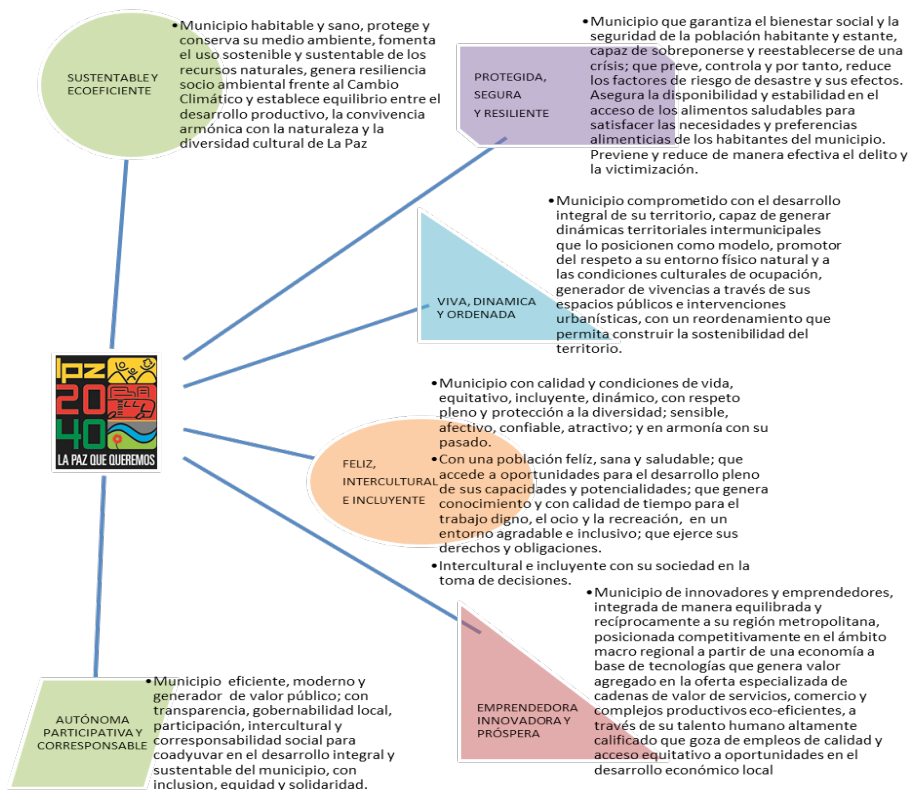 SUSTENTABLE Y
ECOEFICIENTE
•Municipio habitable y sano, protege y
conserva su medio ambiente, fomenta
el uso sostenible y sustentable de los
recursos naturales, genera resiliencia
socio ambiental frente al Cambio
Climático y establece equilibrio entre el
desarrollo productivo, la convivencia
armónica con la naturaleza y la
diversidad cultural de La Paz
PROTEGIDA,
SEGURA
Y RESILIENTE
•Municipio que garantiza el bienestar social y la
seguridad de la población habitante y estante,
capaz de sobreponerse y reestablecerse de una
crísis; que preve, controla y por tanto, reduce
los factores de riesgo de desastre y sus efectos.
Asegura la disponibilidad y estabilidad en el
acceso de los alimentos saludables para
satisfacer las necesidades y preferencias
alimenticias de los habitantes del municipio.
Previene y reduce de manera efectiva el delito y
la victimización.
VIVA, DINAMICA
Y ORDENADA
•Municipio comprometido con el desarrollo
integral de su territorio, capaz de generar
dinámicas territoriales intermunicipales
que lo posicionen como modelo, promotor
del respeto a su entorno físico natural y a
las condiciones culturales de ocupación,
generador de vivencias a través de sus
espacios públicos e intervenciones
urbanísticas, con un reordenamiento que
permita construir la sostenibilidad del
territorio.
lpz
20
40
LA PAZ QUE QUEREMOS
FELIZ,
INTERCULTURAL
E INCLUYENTE
•Municipio con calidad y condiciones de vida,
equitativo, incluyente, dinámico, con respeto
pleno y protección a la diversidad; sensible,
afectivo, confiable, atractivo; y en armonía con su
pasado.
•Con una población felíz, sana y saludable; que
accede a oportunidades para el desarrollo pleno
de sus capacidades y potencialidades; que genera
conocimiento y con calidad de tiempo para el
trabajo digno, el ocio y la recreación, en un
entorno agradable e inclusivo; que ejerce sus
derechos y obligaciones.
•Intercultural e incluyente con su sociedad en la
toma de decisiones.
EMPRENDEDORA
INNOVADORA Y
PRÓSPERA
•Municipio de innovadores y emprendedores,
integrada de manera equilibrada y
recíprocamente a su región metropolitana,
posicionada competitivamente en el ámbito
macro regional a partir de una economía a
base de tecnologías que genera valor
agregado en la oferta especializada de
cadenas de valor de servicios, comercio y
complejos productivos eco-eficientes, a
través de su talento humano altamente
calificado que goza de empleos de calidad y
acceso equitativo a oportunidades en el
desarrollo económico local
AUTÓNOMA
PARTICIPATIVA Y
CORRESPONSABLE
•Municipio eficiente, moderno y
generador de valor público; con
transparencia, gobernabilidad local,
participación, intercultural y
corresponsabilidad social para
coadyuvar en el desarrollo integral y
sustentable del municipio, con
inclusion, equidad y solidaridad.